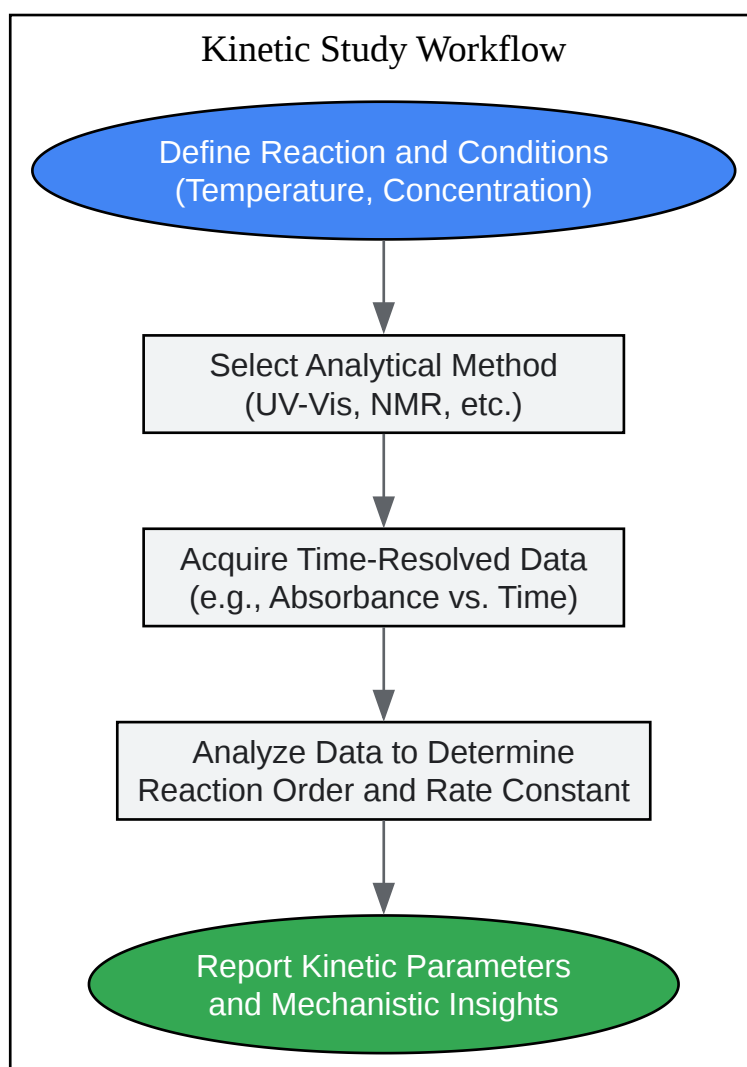 Kinetic Study Workflow
Define Reaction and Conditions
(Temperature, Concentration)
Select Analytical Method
(UV-Vis, NMR, etc.)
Acquire Time-Resolved Data
(e.g., Absorbance vs. Time)
Analyze Data to Determine
Reaction Order and Rate Constant
Report Kinetic Parameters
and Mechanistic Insights